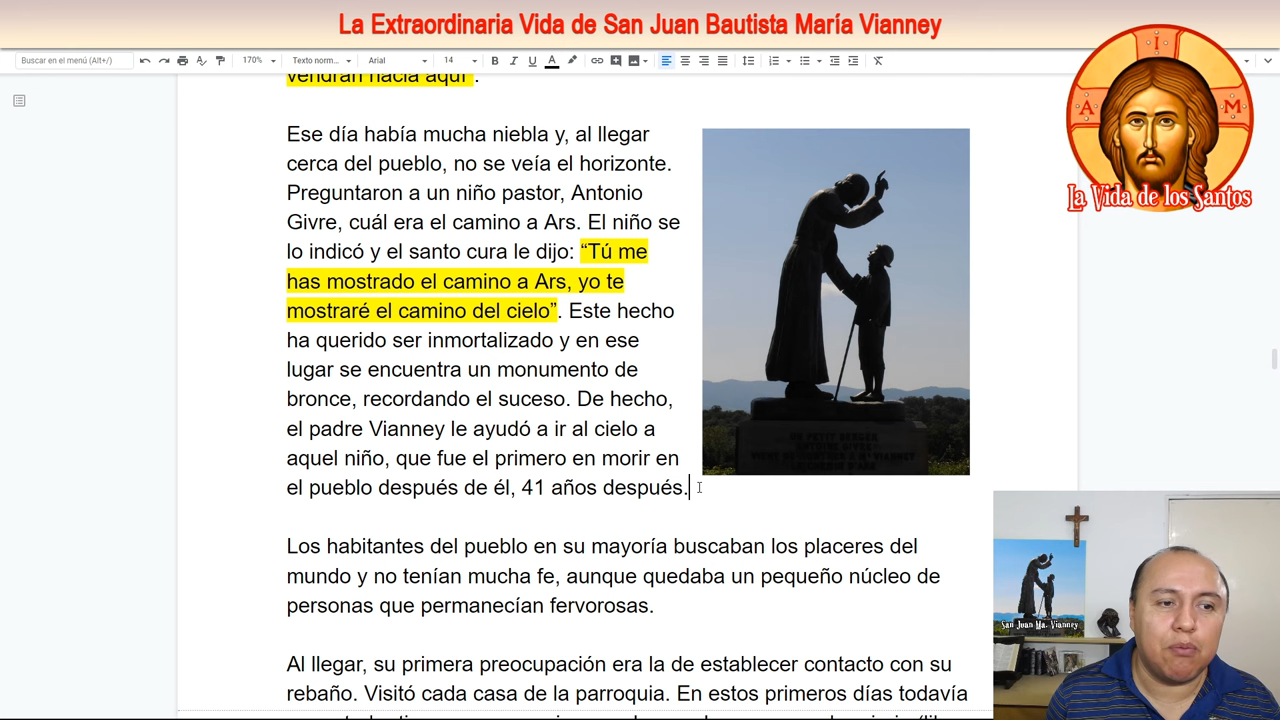 La Extraordinaria Vida de San Juan Bautista María Vianney
Buscar en el menú (Alt+/)
170%
Texto norm...
Arial
14
B I U A
I
A M
La Vida de los Santos
vendrán hacia aquí”.
Ese día había mucha niebla y, al llegar
cerca del pueblo, no se veía el horizonte.
Preguntaron a un niño pastor, Antonio
Givre, cuál era el camino a Ars. El niño se
lo indicó y el santo cura le dijo: “Tú me
has mostrado el camino a Ars, yo te
mostraré el camino del cielo”. Este hecho
ha querido ser inmortalizado y en ese
lugar se encuentra un monumento de
bronce, recordando el suceso. De hecho,
el padre Vianney le ayudó a ir al cielo a
aquel niño, que fue el primero en morir en
el pueblo después de él, 41 años después.
Los habitantes del pueblo en su mayoría buscaban los placeres del
mundo y no tenían mucha fe, aunque quedaba un pequeño núcleo de
personas que permanecían fervorosas.
Al llegar, su primera preocupación era la de establecer contacto con su
rebaño. Visitó cada casa de la parroquia. En estos primeros días todavía
San Juan Ma. Vianney